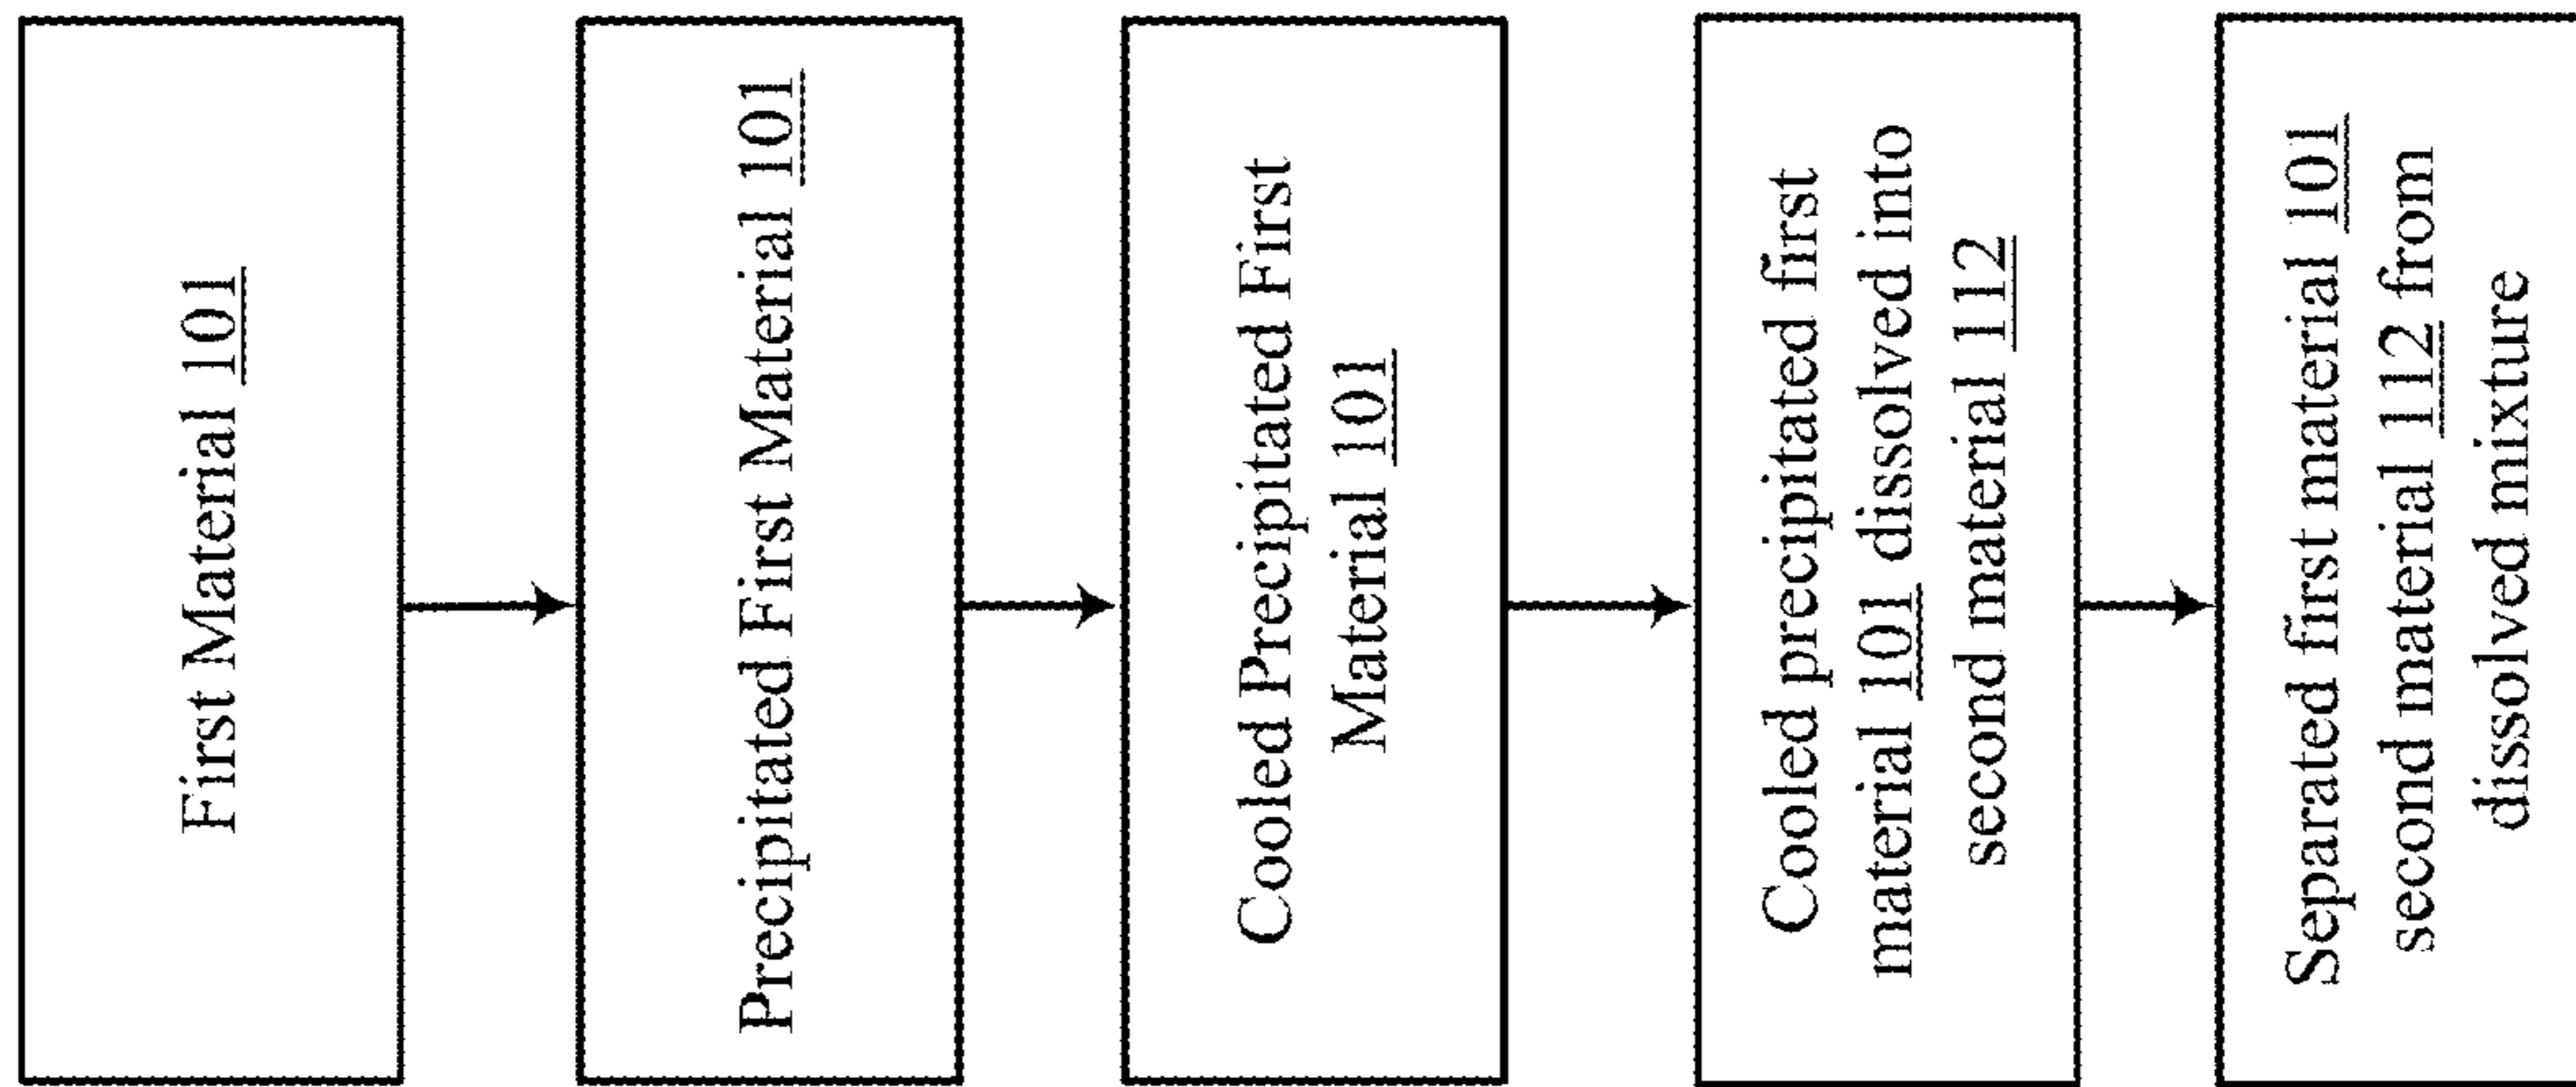 First Material 101
Precipitated First Material 101
Cooled Precipitated First
Material 101
Cooled precipitated first
material 101 dissolved into
second material 112
Separated first material 101
second material 112 from
dissolved mixture